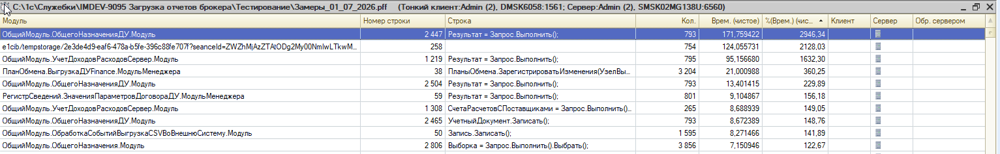 C:\1c\Служебки\IMDEV-9095 Загрузка отчетов брокера\Тестирование\Замеры_01_07_2026.pff (Тонкий клиент:Admin (2), DMSK6058:1561; Сервер:Admin (2), SMSK02MG138U:6560)
Модуль Номер строки Строка Кол. Врем. (чистое) %(Врем.) (чис... Клиент Сервер Обр. сервером
ОбщийМодуль.ОбщегоНазначенияДУ.Модуль 2 447 Результат = Запрос.Выполнить(); 793 171,759422 2946,34
e1cib/tempstorage/2e3de4d9-eaf6-478a-b5fe-396c88fe707f?seanceId=ZWZhMjAzZTAtODg2My00NmIwLTkwM... 258 754 124,055731 2128,03
ОбщийМодуль.УчетДоходовРасходовСервер.Модуль 1 219 Результат = Запрос.Выполнить(); 795 95,156680 1632,30
ПланОбмена.ВыгрузкаДУFinance.МодульМенеджера 38 ПланыОбмена.ЗарегистрироватьИзменения(УзелВы... 3 204 21,000988 360,25
ОбщийМодуль.ОбщегоНазначенияДУ.Модуль 2 504 Результат = Запрос.Выполнить(); 793 13,401415 229,89
РегистрСведений.ЗначенияПараметровДоговораДУ.МодульМенеджера 59 Результат = Запрос.Выполнить(); 801 9,104867 156,18
ОбщийМодуль.УчетДоходовРасходовСервер.Модуль 1 308 СчетаРасчетовСПоставщиками = Запрос.Выполнить()... 265 8,688939 149,05
ОбщийМодуль.ОбщегоНазначенияДУ.Модуль 2 465 УчетныйДокумент.Записать(); 793 8,672389 148,76
ОбщийМодуль.ОбработкаСобытийВыгрузкаCSVВоВнешнююСистему.Модуль 50 Запись.Записать(); 1 595 8,271466 141,89
ОбщийМодуль.ОбщегоНазначения.Модуль 2 806 Выборка = Запрос.Выполнить().Выбрать(); 3 856 7,150946 122,67